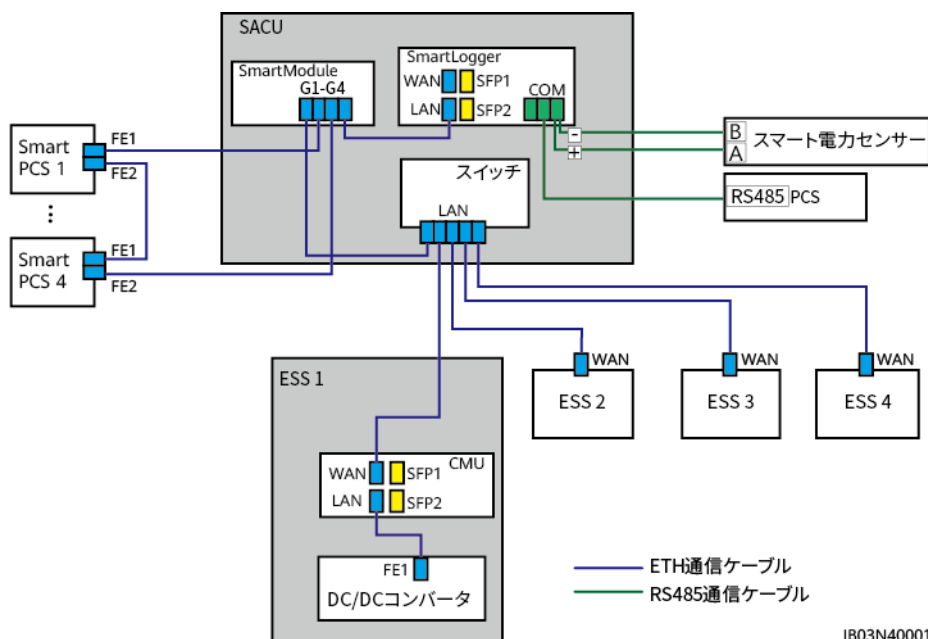 SACU
SmartLogger
SmartModule
G1-G4
WAN
SFP1
LAN
SFP2
COM
FE1
Smart
PCS 1
FE2
-
+
B
A
スマート電力センサー
RS485 PCS
スイッチ
LAN
FE1
Smart
PCS 4
FE2
ESS 1
WAN
ESS 2
WAN
ESS 3
WAN
ESS 4
CMU
WAN
SFP1
LAN
SFP2
FE1
DC/DCコンバータ
ETH通信ケーブル
RS485通信ケーブル
IB03N40001